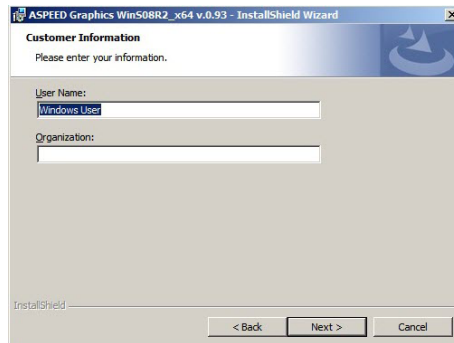 ASPEED Graphics WinS08R2_x64 v.0.93 - InstallShield Wizard
Customer Information
Please enter your information.
User Name:
Windows User
Organization:
InstallShield
< Back Next > Cancel